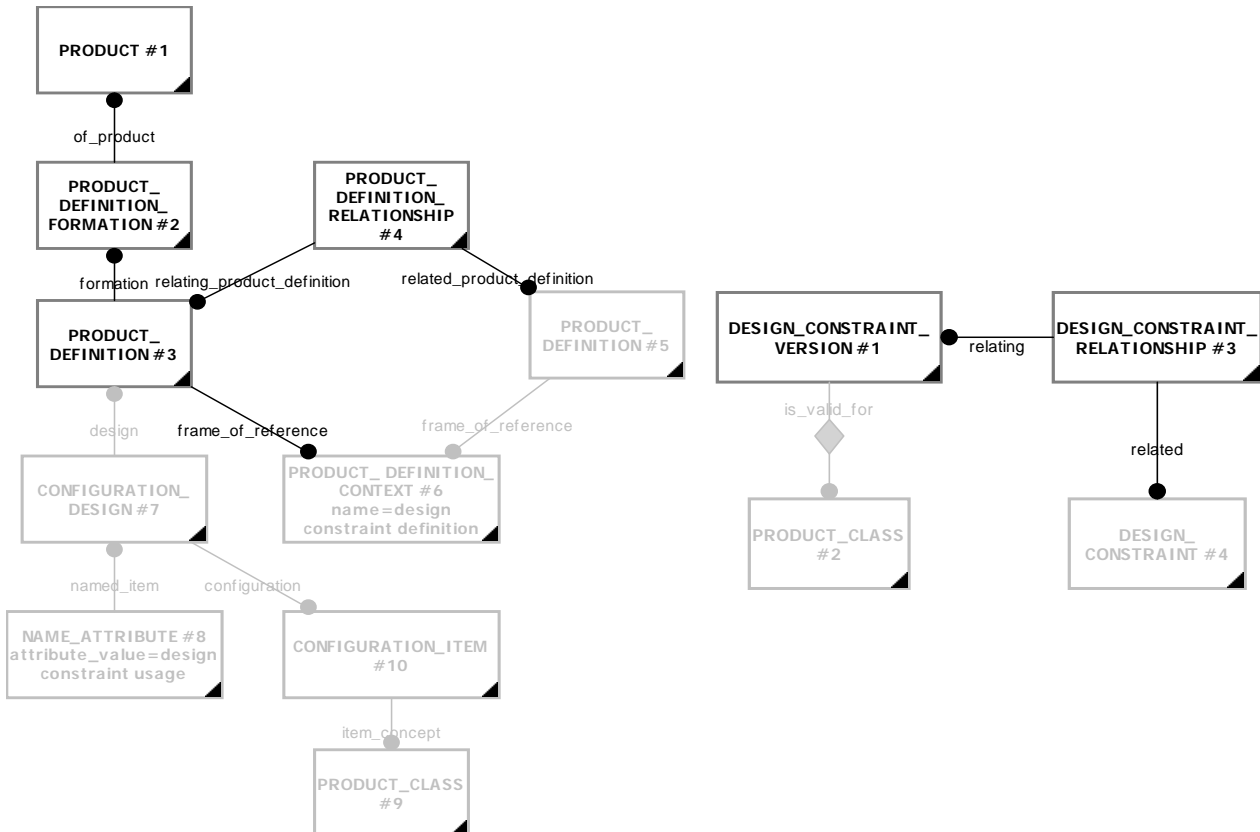 PRODUCT #1
of_product
PRODUCT_
DEFINITION_
FORMATION #2
PRODUCT_
DEFINITION_
RELATIONSHIP
#4
formation
relating_product_definition
related_product_definition
PRODUCT_
DEFINITION #3
PRODUCT_
DEFINITION #5
DESIGN_CONSTRAINT_
VERSION #1
relating
DESIGN_CONSTRAINT_
RELATIONSHIP #3
design
frame_of_reference
frame_of_reference
is_valid_for
related
CONFIGURATION_
DESIGN #7
PRODUCT_ DEFINITION_
CONTEXT #6
name=design
constraint definition
PRODUCT_CLASS
#2
DESIGN_
CONSTRAINT #4
named_item
configuration
NAME_ATTRIBUTE #8
attribute_value=design
constraint usage
CONFIGURATION_ITEM
#10
item_concept
PRODUCT_CLASS
#9